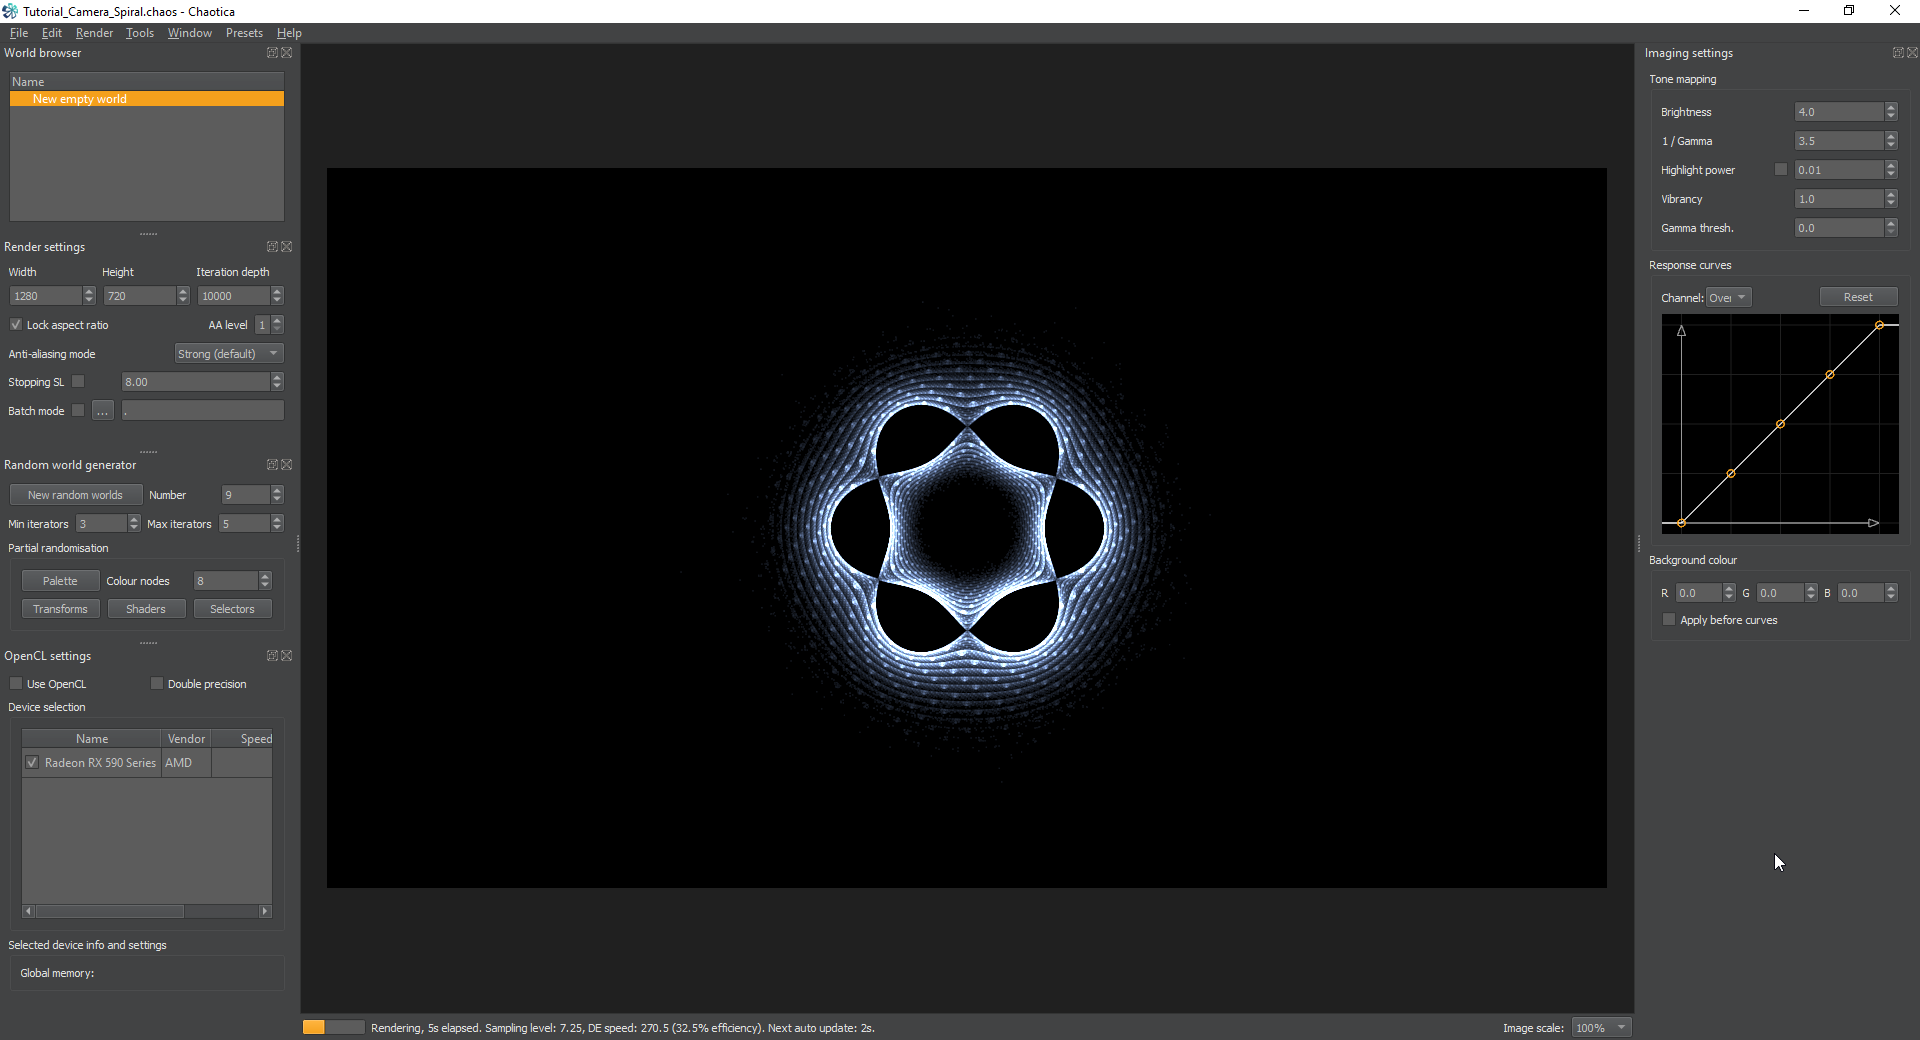 Tutorial_Camera_Spiral.chaos - Chaotica
File Edit Render Tools Window Presets Help
World browser
Name
New empty world
Render settings
Width Height Iteration depth
1280 720 10000
Lock aspect ratio AA level 1
Anti-aliasing mode Strong (default)
Stopping SL 8.00
Batch mode ... .
Random world generator
New random worlds Number 9
Min iterators 3 Max iterators 5
Partial randomisation
Palette Colour nodes 8
Transforms Shaders Selectors
OpenCL settings
Use OpenCL Double precision
Device selection
Name Vendor Speed
Radeon RX 590 Series AMD
Selected device info and settings
Global memory:
Rendering, 5s elapsed. Sampling level: 7.25, DE speed: 270.5 (32.5% efficiency). Next auto update: 2s.
Image scale: 100%
Imaging settings
Tone mapping
Brightness 4.0
1 / Gamma 3.5
Highlight power 0.01
Vibrancy 1.0
Gamma thresh. 0.0
Response curves
Channel: Over Reset
Background colour
R 0.0 G 0.0 B 0.0
Apply before curves